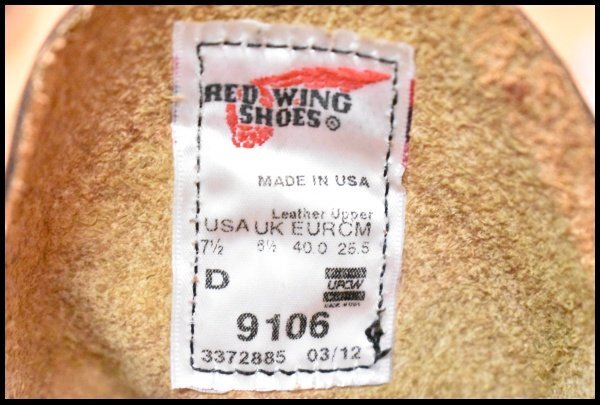 RED WING
SHOES®
MADE IN USA
Leather Upper
USA UK EUR CM
7½ 6½ 40.0 25.5
D
UFCW
9106
3372885 03/12